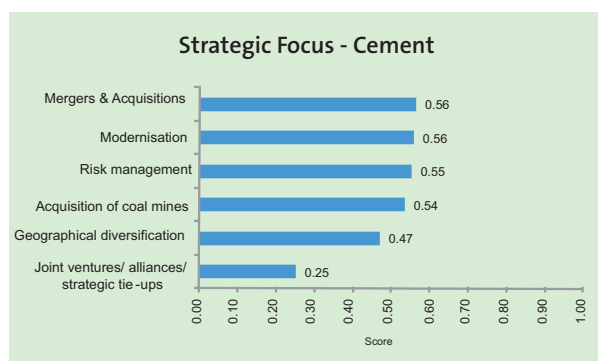 Strategic Focus - Cement
Mergers & Acquisitions 0.56
Modernisation 0.56
Risk management 0.55
Acquisition of coal mines 0.54
Geographical diversification 0.47
Joint ventures/ alliances/
strategic tie-ups 0.25
0.00 0.10 0.20 0.30 0.40 0.50 0.60 0.70 0.80 0.90 1.00
Score